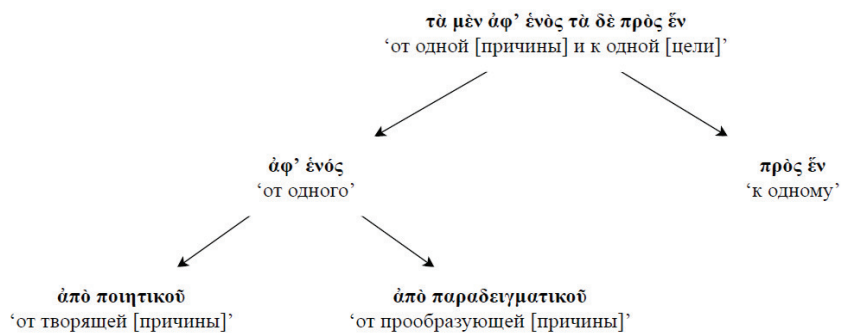 τὰ μὲν ἀφ’ ἑνὸς τὰ δὲ πρὸς ἕν
‘от одной [причины] и к одной [цели]’
ἀφ’ ἑνός
‘от одного’
πρὸς ἕν
‘к одному’
ἀπὸ ποιητικοῦ
‘от творящей [причины]’
ἀπὸ παραδειγματικοῦ
‘от прообразующей [причины]’